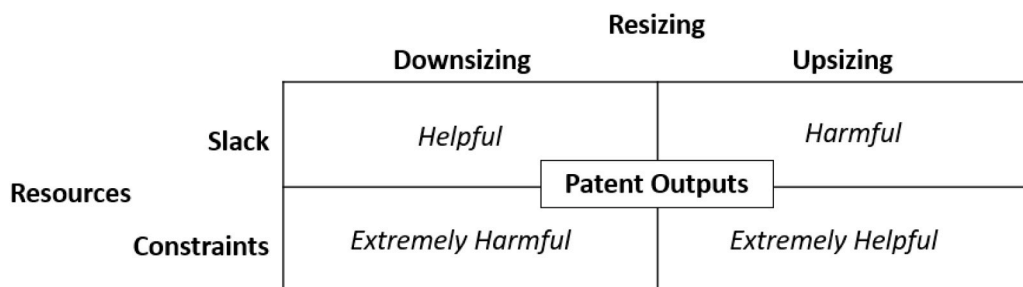 Resizing
Downsizing Upsizing
Slack Helpful Harmful
Patent Outputs
Resources
Constraints Extremely Harmful Extremely Helpful